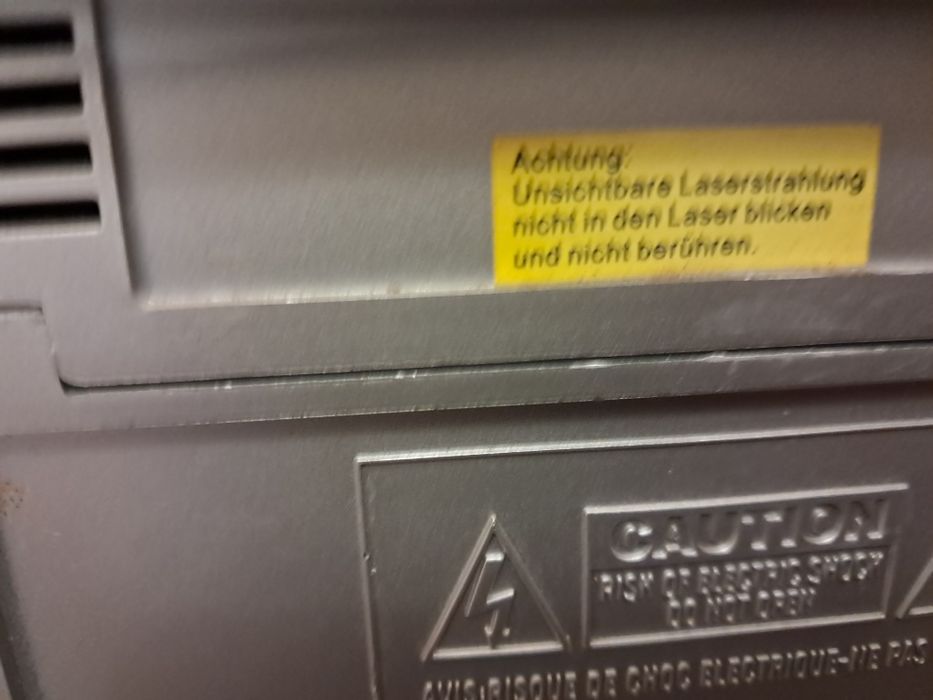 Achtung:
Unsichtbare Laserstrahlung
nicht in den Laser blicken
und nicht berühren.
CAUTION
RISK OF ELECTRIC SHOCK
DO NOT OPEN
AVIS:RISQUE DE CHOC ELECTRIQUE-NE PAS